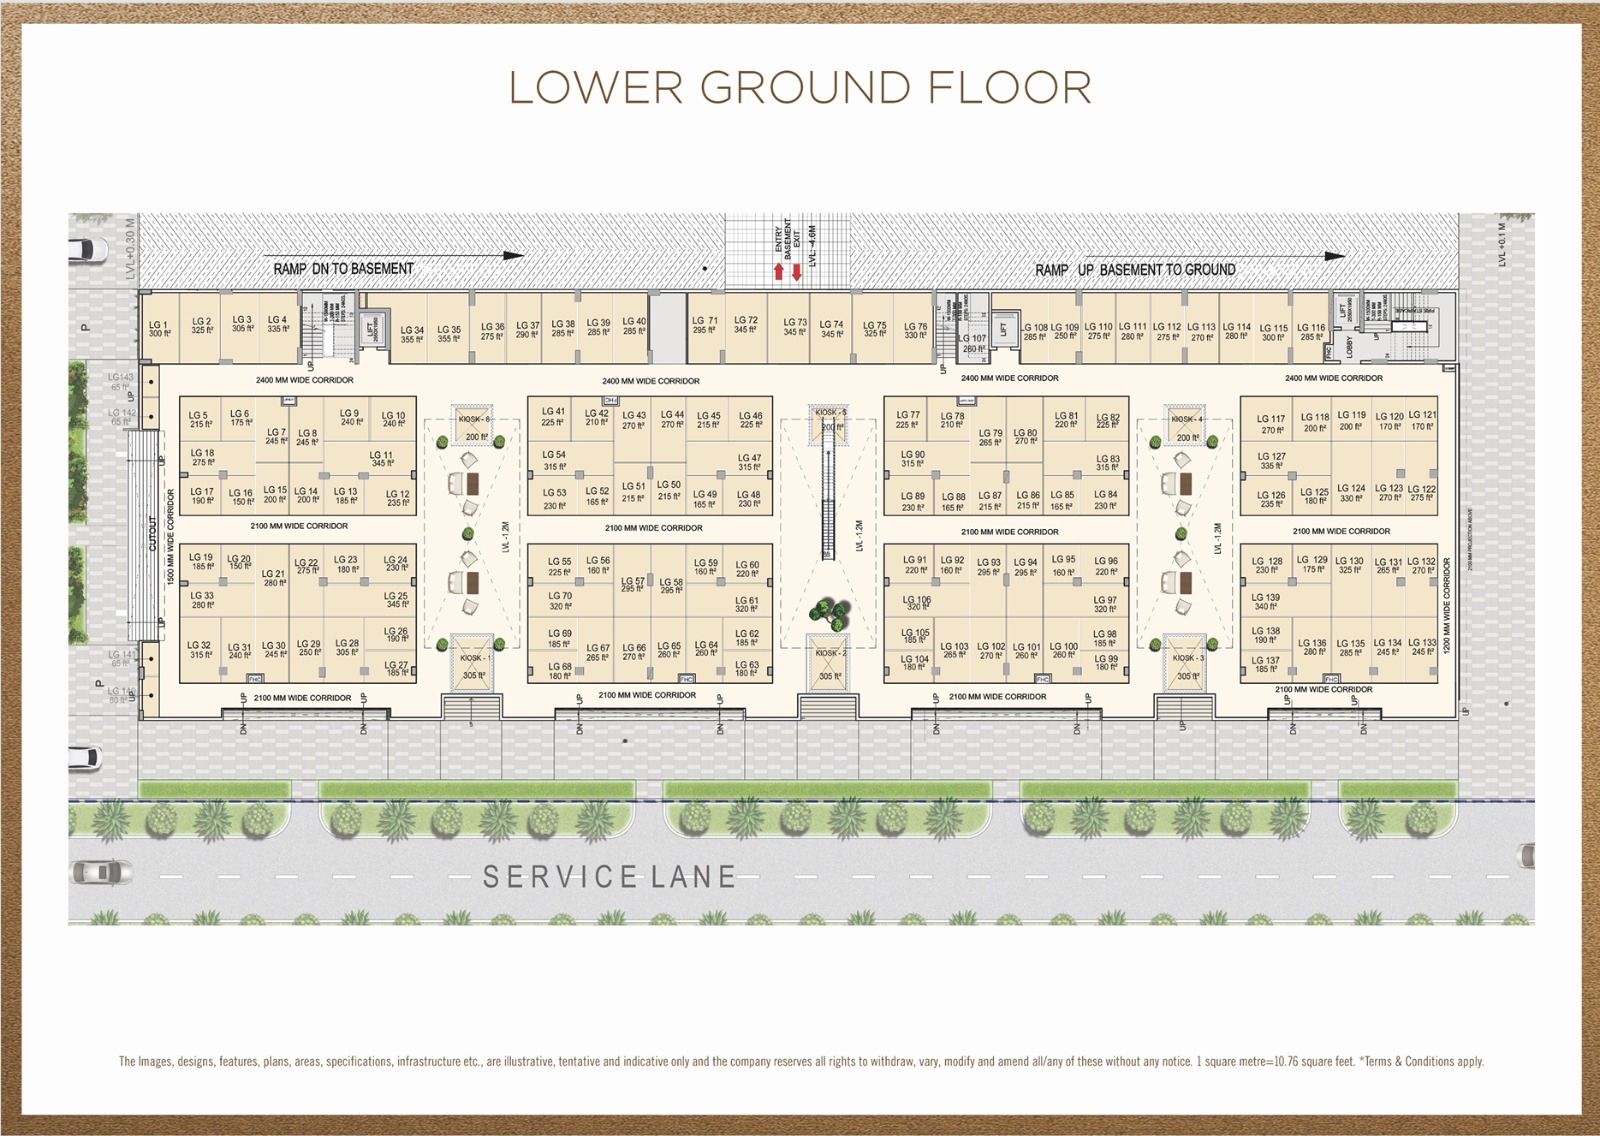 LOWER GROUND FLOOR
LVL+0.30 M
ENTRY
BASEMENT
EXIT
LVL: -4.6M
LVL +0.1 M
RAMP DN TO BASEMENT
RAMP UP BASEMENT TO GROUND
P
LG 1
300 ft²
LG 2
325 ft²
LG 3
305 ft²
LG 4
335 ft²
UP
LIFT
LG 34
355 ft²
LG 35
355 ft²
LG 36
275 ft²
LG 37
290 ft²
LG 38
285 ft²
LG 39
285 ft²
LG 40
285 ft²
LG 71
295 ft²
LG 72
345 ft²
LG 73
345 ft²
LG 74
345 ft²
LG 75
325 ft²
LG 76
330 ft²
UP
LG 107
260 ft²
LIFT
LG 108
285 ft²
LG 109
250 ft²
LG 110
275 ft²
LG 111
280 ft²
LG 112
275 ft²
LG 113
270 ft²
LG 114
280 ft²
LG 115
300 ft²
LG 116
285 ft²
FHC
LIFT
LOBBY
UP
2400 MM WIDE CORRIDOR
2400 MM WIDE CORRIDOR
2400 MM WIDE CORRIDOR
2400 MM WIDE CORRIDOR
LG143
65 ft²
UP
LG 142
65 ft²
UP
CUTOUT
1500 MM WIDE CORRIDOR
UP
LG 141
65 ft²
P
LG 140
80 ft²
UP
LG 5
215 ft²
LG 6
175 ft²
LG 7
245 ft²
LG 8
245 ft²
LG 9
240 ft²
LG 10
240 ft²
LG 18
275 ft²
LG 11
345 ft²
LG 17
190 ft²
LG 16
150 ft²
LG 15
200 ft²
LG 14
200 ft²
LG 13
185 ft²
LG 12
235 ft²
KIOSK - 6
200 ft²
LVL -1.2M
LG 41
225 ft²
LG 42
210 ft²
LG 43
270 ft²
LG 44
270 ft²
LG 45
215 ft²
LG 46
225 ft²
LG 54
315 ft²
LG 47
315 ft²
LG 53
230 ft²
LG 52
165 ft²
LG 51
215 ft²
LG 50
215 ft²
LG 49
165 ft²
LG 48
230 ft²
KIOSK - 5
200 ft²
LVL -1.2M
LG 77
225 ft²
LG 78
210 ft²
LG 79
265 ft²
LG 80
270 ft²
LG 81
220 ft²
LG 82
225 ft²
LG 90
315 ft²
LG 83
315 ft²
LG 89
230 ft²
LG 88
165 ft²
LG 87
215 ft²
LG 86
215 ft²
LG 85
165 ft²
LG 84
230 ft²
KIOSK - 4
200 ft²
LVL -1.2M
LG 117
270 ft²
LG 118
200 ft²
LG 119
200 ft²
LG 120
170 ft²
LG 121
170 ft²
LG 127
335 ft²
LG 126
235 ft²
LG 125
180 ft²
LG 124
330 ft²
LG 123
270 ft²
LG 122
275 ft²
2100 MM WIDE CORRIDOR
2100 MM WIDE CORRIDOR
2100 MM WIDE CORRIDOR
2100 MM WIDE CORRIDOR
LG 19
185 ft²
LG 20
150 ft²
LG 21
280 ft²
LG 22
275 ft²
LG 23
180 ft²
LG 24
230 ft²
LG 33
280 ft²
LG 25
345 ft²
LG 32
315 ft²
LG 31
240 ft²
LG 30
245 ft²
LG 29
250 ft²
LG 28
305 ft²
LG 26
190 ft²
LG 27
185 ft²
FHC
KIOSK - 1
305 ft²
LG 55
225 ft²
LG 56
160 ft²
LG 57
295 ft²
LG 58
295 ft²
LG 59
160 ft²
LG 60
220 ft²
LG 70
320 ft²
LG 61
320 ft²
LG 69
185 ft²
LG 68
180 ft²
LG 67
265 ft²
LG 66
270 ft²
LG 65
260 ft²
LG 64
260 ft²
LG 62
185 ft²
LG 63
180 ft²
FHC
KIOSK - 2
305 ft²
LG 91
220 ft²
LG 92
160 ft²
LG 93
295 ft²
LG 94
295 ft²
LG 95
160 ft²
LG 96
220 ft²
LG 106
320 ft²
LG 97
320 ft²
LG 105
185 ft²
LG 104
180 ft²
LG 103
265 ft²
LG 102
270 ft²
LG 101
260 ft²
LG 100
260 ft²
LG 98
185 ft²
LG 99
180 ft²
FHC
KIOSK - 3
305 ft²
LG 128
230 ft²
LG 129
175 ft²
LG 130
325 ft²
LG 131
265 ft²
LG 132
270 ft²
LG 139
340 ft²
LG 138
190 ft²
LG 137
185 ft²
LG 136
280 ft²
LG 135
285 ft²
LG 134
245 ft²
LG 133
245 ft²
FHC
1200 MM WIDE CORRIDOR
2100 MM WIDE CORRIDOR
2100 MM WIDE CORRIDOR
2100 MM WIDE CORRIDOR
2100 MM WIDE CORRIDOR
UP
UP
UP
UP
UP
UP
UP
UP
UP
UP
DN
DN
DN
DN
DN
DN
DN
DN
SERVICE LANE
The Images, designs, features, plans, areas, specifications, infrastructure etc., are illustrative, tentative and indicative only and the company reserves all rights to withdraw, vary, modify and amend all/any of these without any notice. 1 square metre=10.76 square feet. *Terms & Conditions apply.